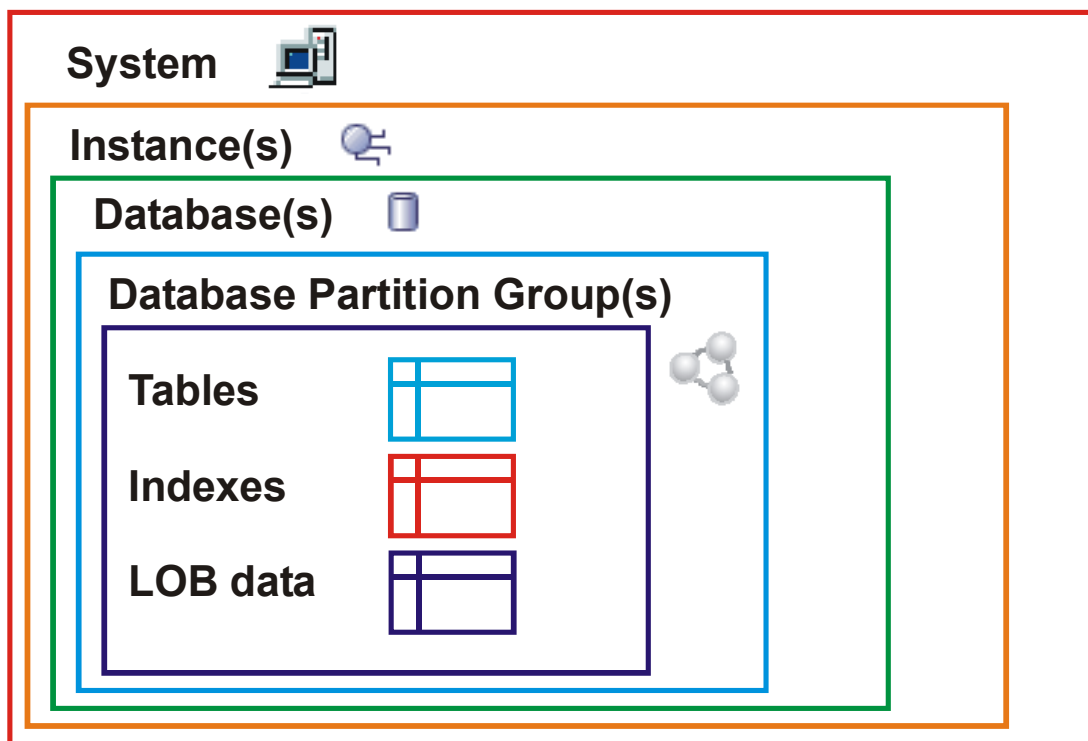 System
Instance(s)
Database(s)
Database Partition Group(s)
Tables
Indexes
LOB data